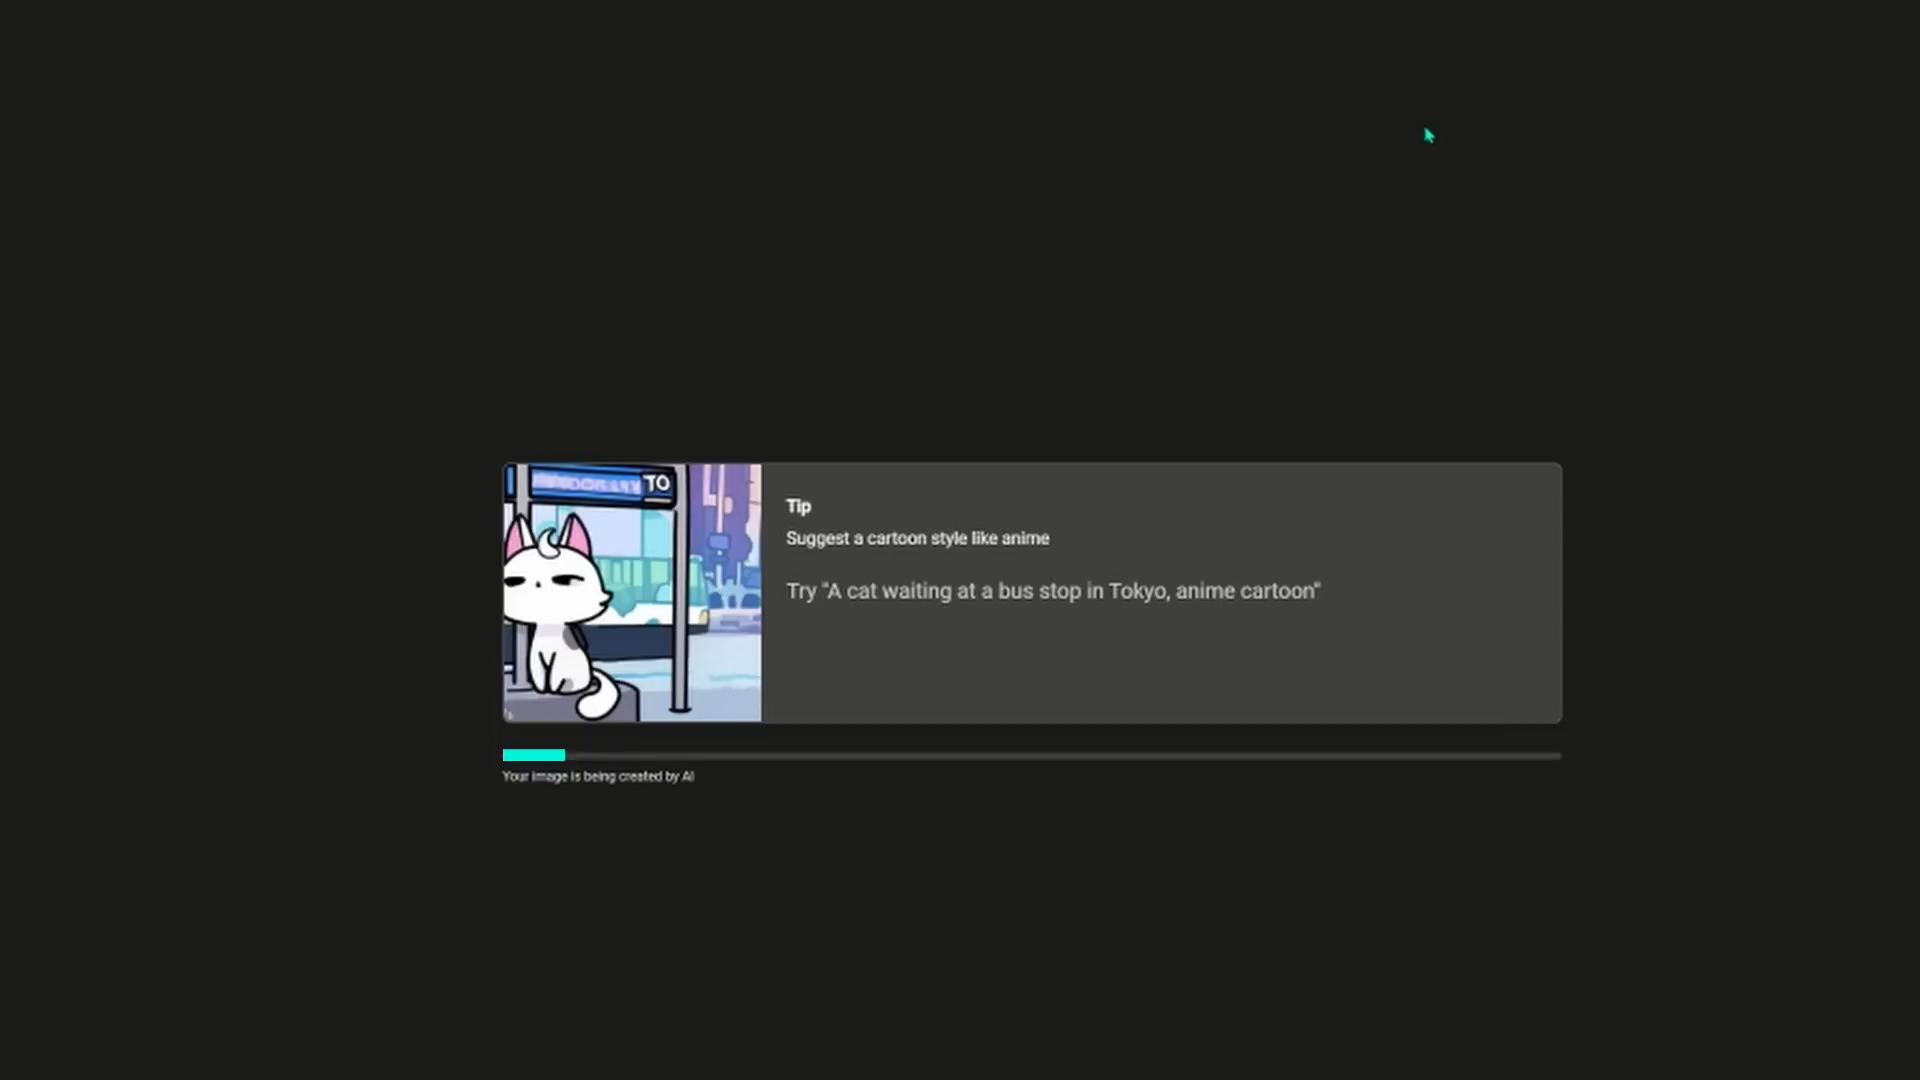 TO
Tip
Suggest a cartoon style like anime
Try "A cat waiting at a bus stop in Tokyo, anime cartoon"
Your image is being created by AI